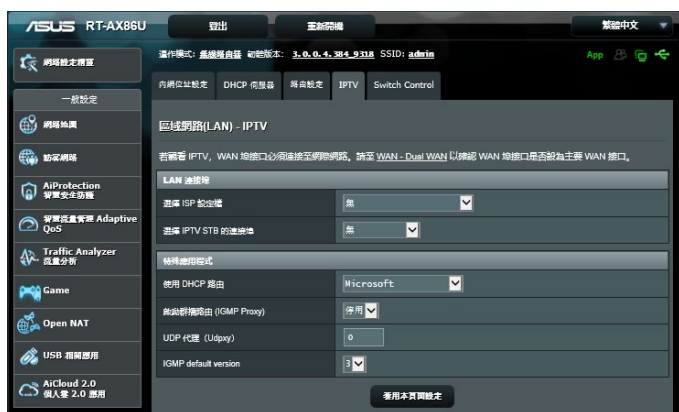 ASUS RT-AX86U 登出 重新開機 繁體中文
運作模式: 無線路由器 韌體版本: 3.0.0.4.384_9318 SSID: admin App
網路設定精靈
內網位址設定 DHCP 伺服器 路由設定 IPTV Switch Control
一般設定
網路地圖
區域網路(LAN) - IPTV
訪客網路
若觀看 IPTV，WAN 埠接口必須連接至網際網路。請至 WAN - Dual WAN 以確認 WAN 埠接口是否設為主要 WAN 接口。
AiProtection
智慧安全防護
LAN 連接埠
選擇 ISP 設定檔 無
智慧流量管理 Adaptive
QoS
選擇 IPTV STB 的連接埠 無
Traffic Analyzer
流量分析
特殊應用程式
使用 DHCP 路由 Microsoft
Game
啟動群播路由 (IGMP Proxy) 停用
Open NAT
UDP 代理（Udpxy) 0
USB 相關應用
IGMP default version 3
AiCloud 2.0
個人雲 2.0 應用
套用本頁面設定